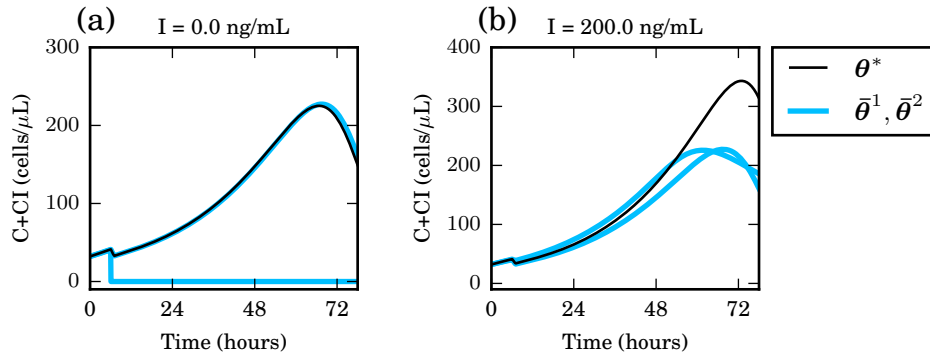 (a)
I = 0.0 ng/mL
C+CI (cells/μL)
300
200
100
0
0 24 48 72
Time (hours)
(b)
I = 200.0 ng/mL
C+CI (cells/μL)
400
300
200
100
0
0 24 48 72
Time (hours)
θ*
θ̄¹, θ̄²